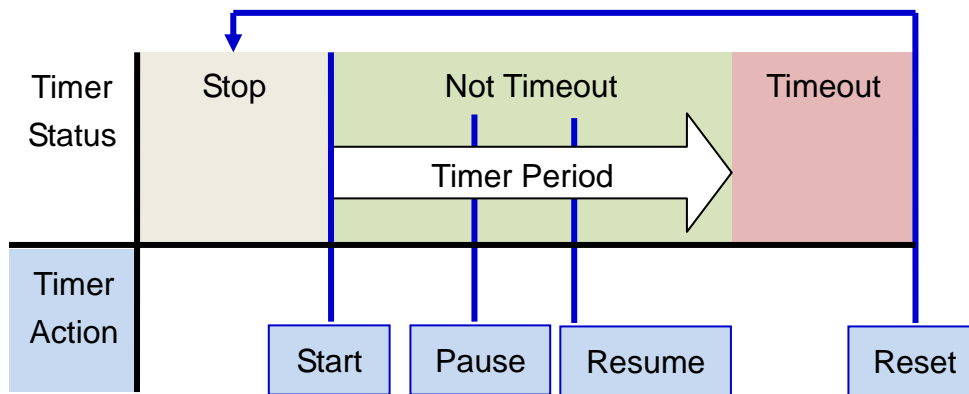 Timer
Status
Stop
Not Timeout
Timeout
Timer Period
Timer
Action
Start
Pause
Resume
Reset